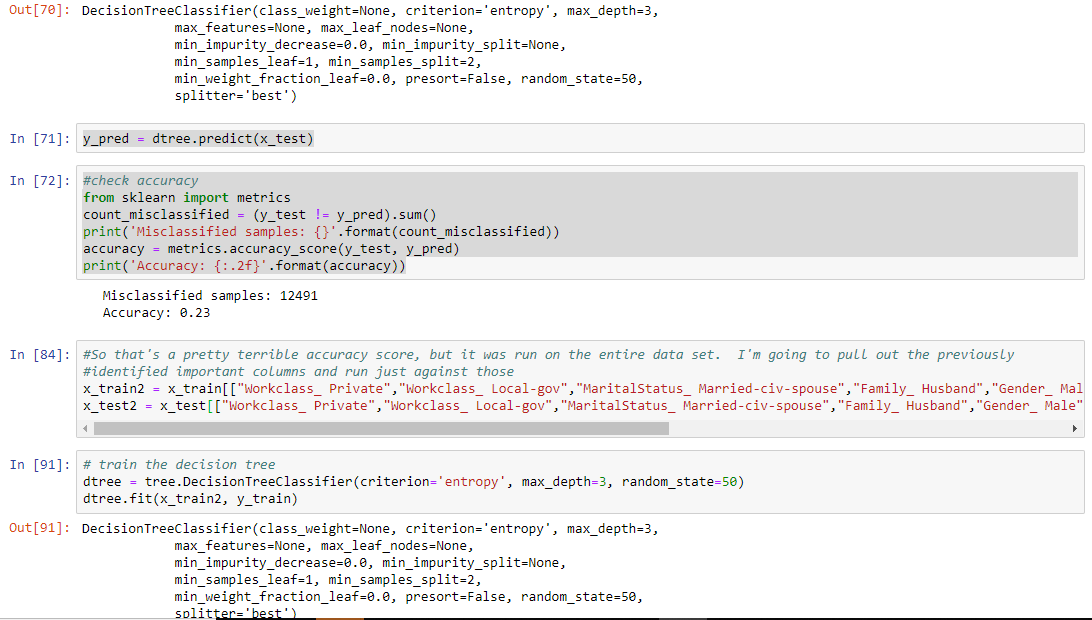 Out[70]: DecisionTreeClassifier(class_weight=None, criterion='entropy', max_depth=3,
max_features=None, max_leaf_nodes=None,
min_impurity_decrease=0.0, min_impurity_split=None,
min_samples_leaf=1, min_samples_split=2,
min_weight_fraction_leaf=0.0, presort=False, random_state=50,
splitter='best')
In [71]: y_pred = dtree.predict(x_test)
In [72]: #check accuracy
from sklearn import metrics
count_misclassified = (y_test != y_pred).sum()
print('Misclassified samples: {}'.format(count_misclassified))
accuracy = metrics.accuracy_score(y_test, y_pred)
print('Accuracy: {:.2f}'.format(accuracy))
Misclassified samples: 12491
Accuracy: 0.23
In [84]: #So that's a pretty terrible accuracy score, but it was run on the entire data set.  I'm going to pull out the previously
#identified important columns and run just against those
x_train2 = x_train[["Workclass_ Private","Workclass_ Local-gov","MaritalStatus_ Married-civ-spouse","Family_ Husband","Gender_ Mal
x_test2 = x_test[["Workclass_ Private","Workclass_ Local-gov","MaritalStatus_ Married-civ-spouse","Family_ Husband","Gender_ Male"
In [91]: # train the decision tree
dtree = tree.DecisionTreeClassifier(criterion='entropy', max_depth=3, random_state=50)
dtree.fit(x_train2, y_train)
Out[91]: DecisionTreeClassifier(class_weight=None, criterion='entropy', max_depth=3,
max_features=None, max_leaf_nodes=None,
min_impurity_decrease=0.0, min_impurity_split=None,
min_samples_leaf=1, min_samples_split=2,
min_weight_fraction_leaf=0.0, presort=False, random_state=50,
splitter='best')